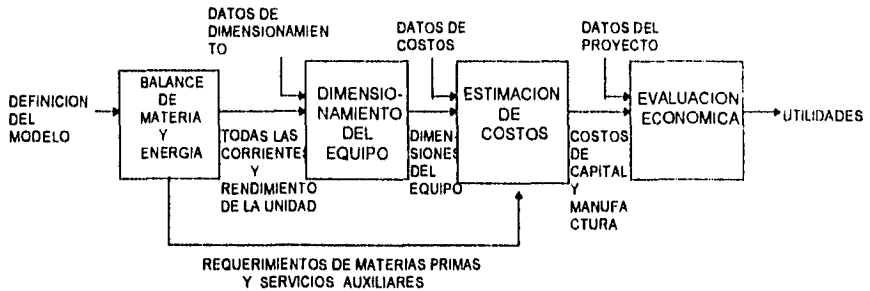 DATOS DE
DIMENSIONAMIEN
TO
DATOS DE
COSTOS
DATOS DEL
PROYECTO
DEFINICION
DEL
MODELO
BALANCE
DE
MATERIA
Y
ENERGIA
TODAS LAS
CORRIENTES
Y
RENDIMIENTO
DE LA UNIDAD
DIMENSIO-
NAMIENTO
DEL
EQUIPO
DIMEN-
SIONES
DEL
EQUIPO
ESTIMACION
DE
COSTOS
COSTOS
DE
CAPITAL
Y
MANUFA
CTURA
EVALUACION
ECONOMICA
UTILIDADES
REQUERIMIENTOS DE MATERIAS PRIMAS
Y SERVICIOS AUXILIARES